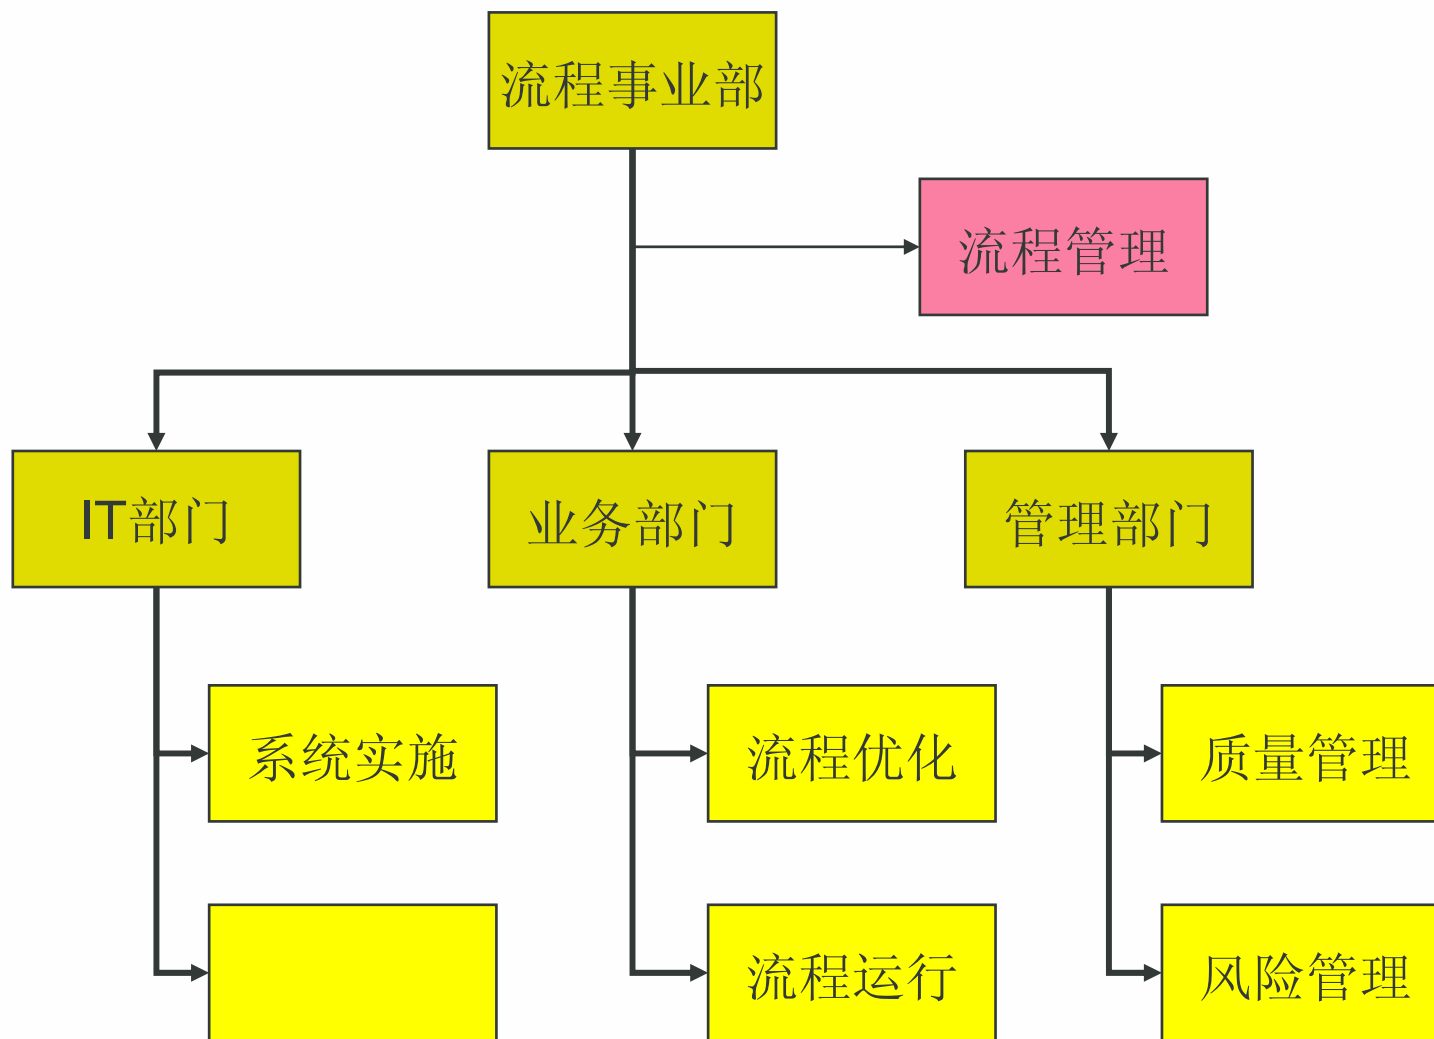 流程事业部
流程管理
IT部门
业务部门
管理部门
系统实施
流程优化
质量管理
流程运行
风险管理